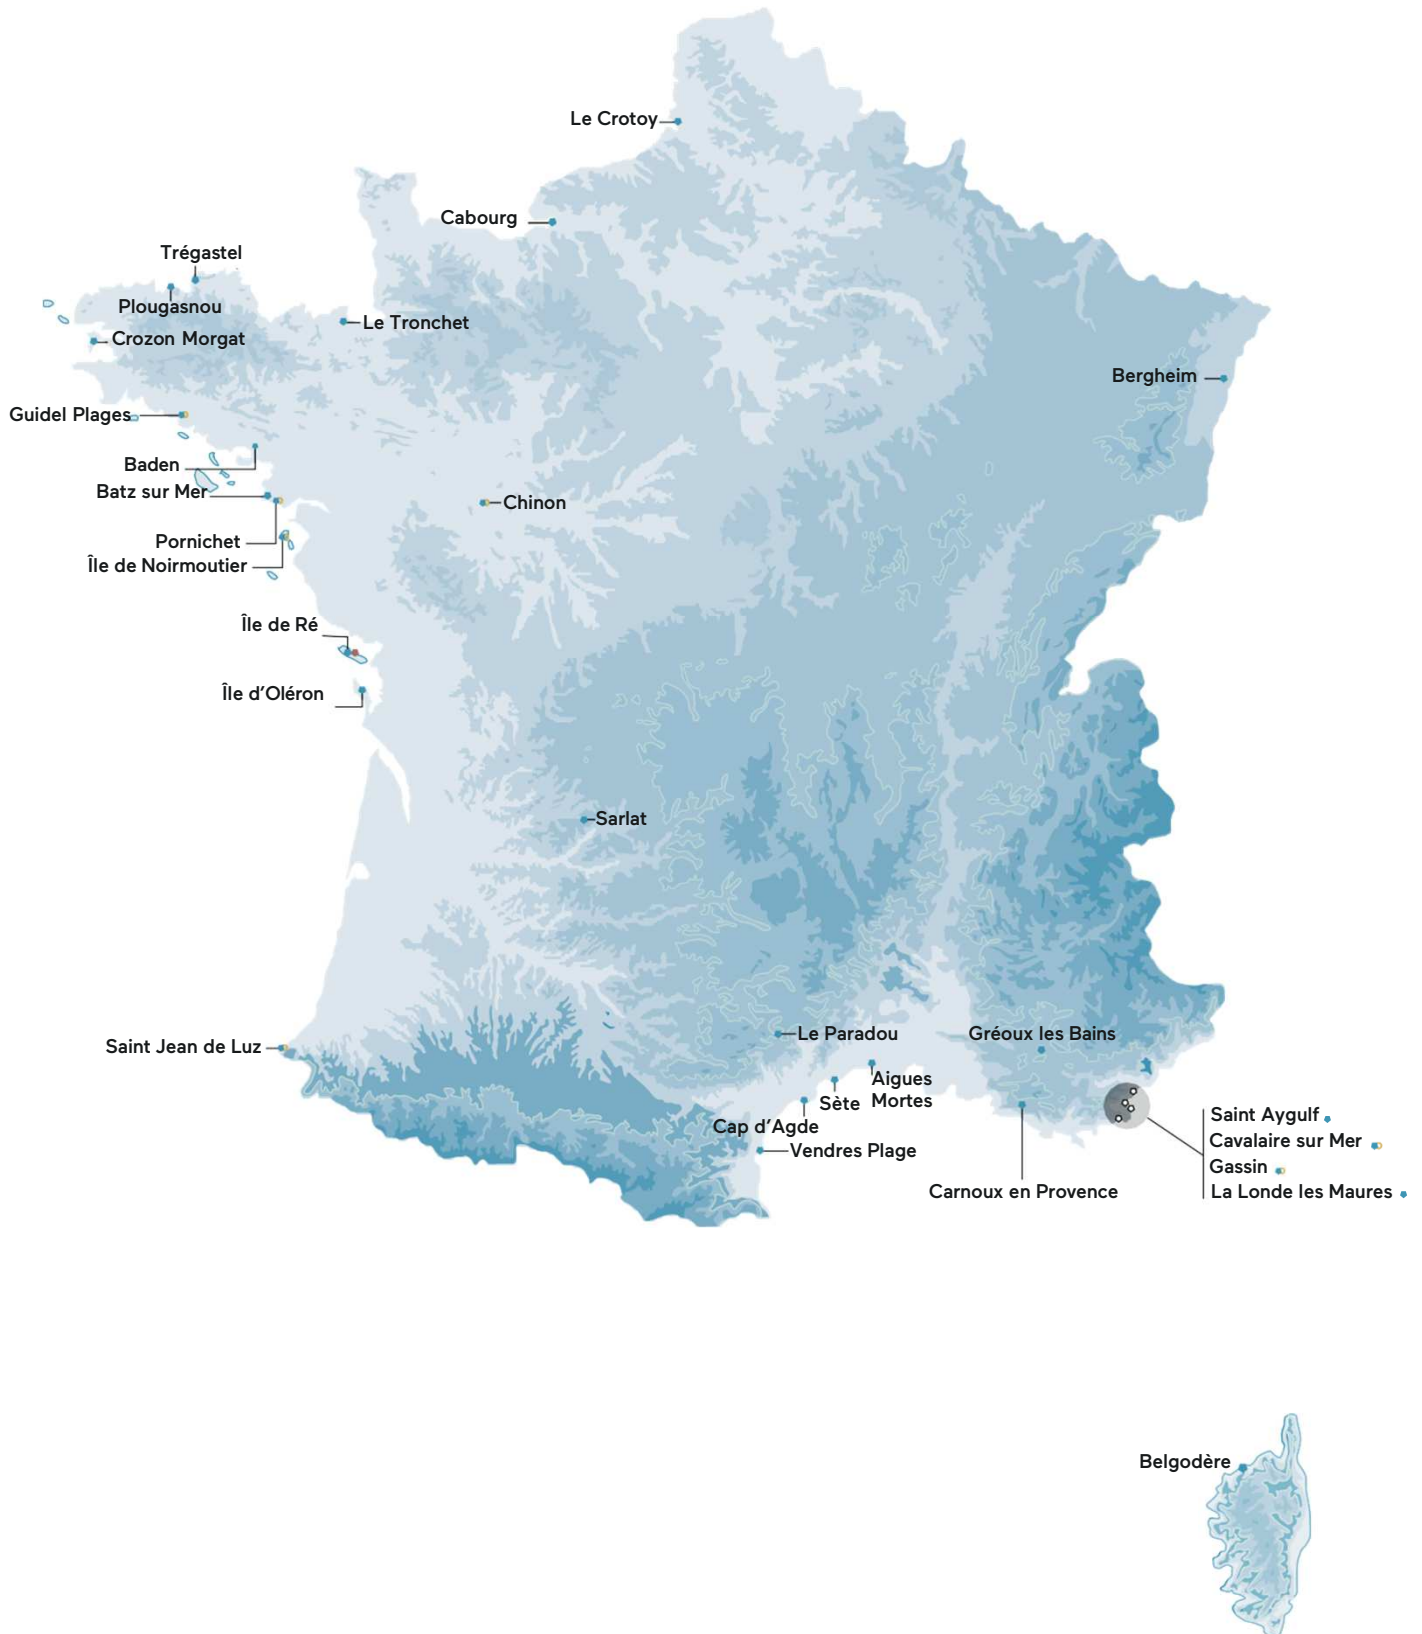 Le Crotoy
Cabourg
Trégastel
Plougasnou
Le Tronchet
Crozon Morgat
Bergheim
Guidel Plages
Baden
Batz sur Mer
Chinon
Pornichet
Île de Noirmoutier
Île de Ré
Île d'Oléron
Sarlat
Saint Jean de Luz
Le Paradou
Gréoux les Bains
Aigues
Mortes
Sète
Cap d'Agde
Vendres Plage
Carnoux en Provence
Saint Aygulf
Cavalaire sur Mer
Gassin
La Londe les Maures
Belgodère